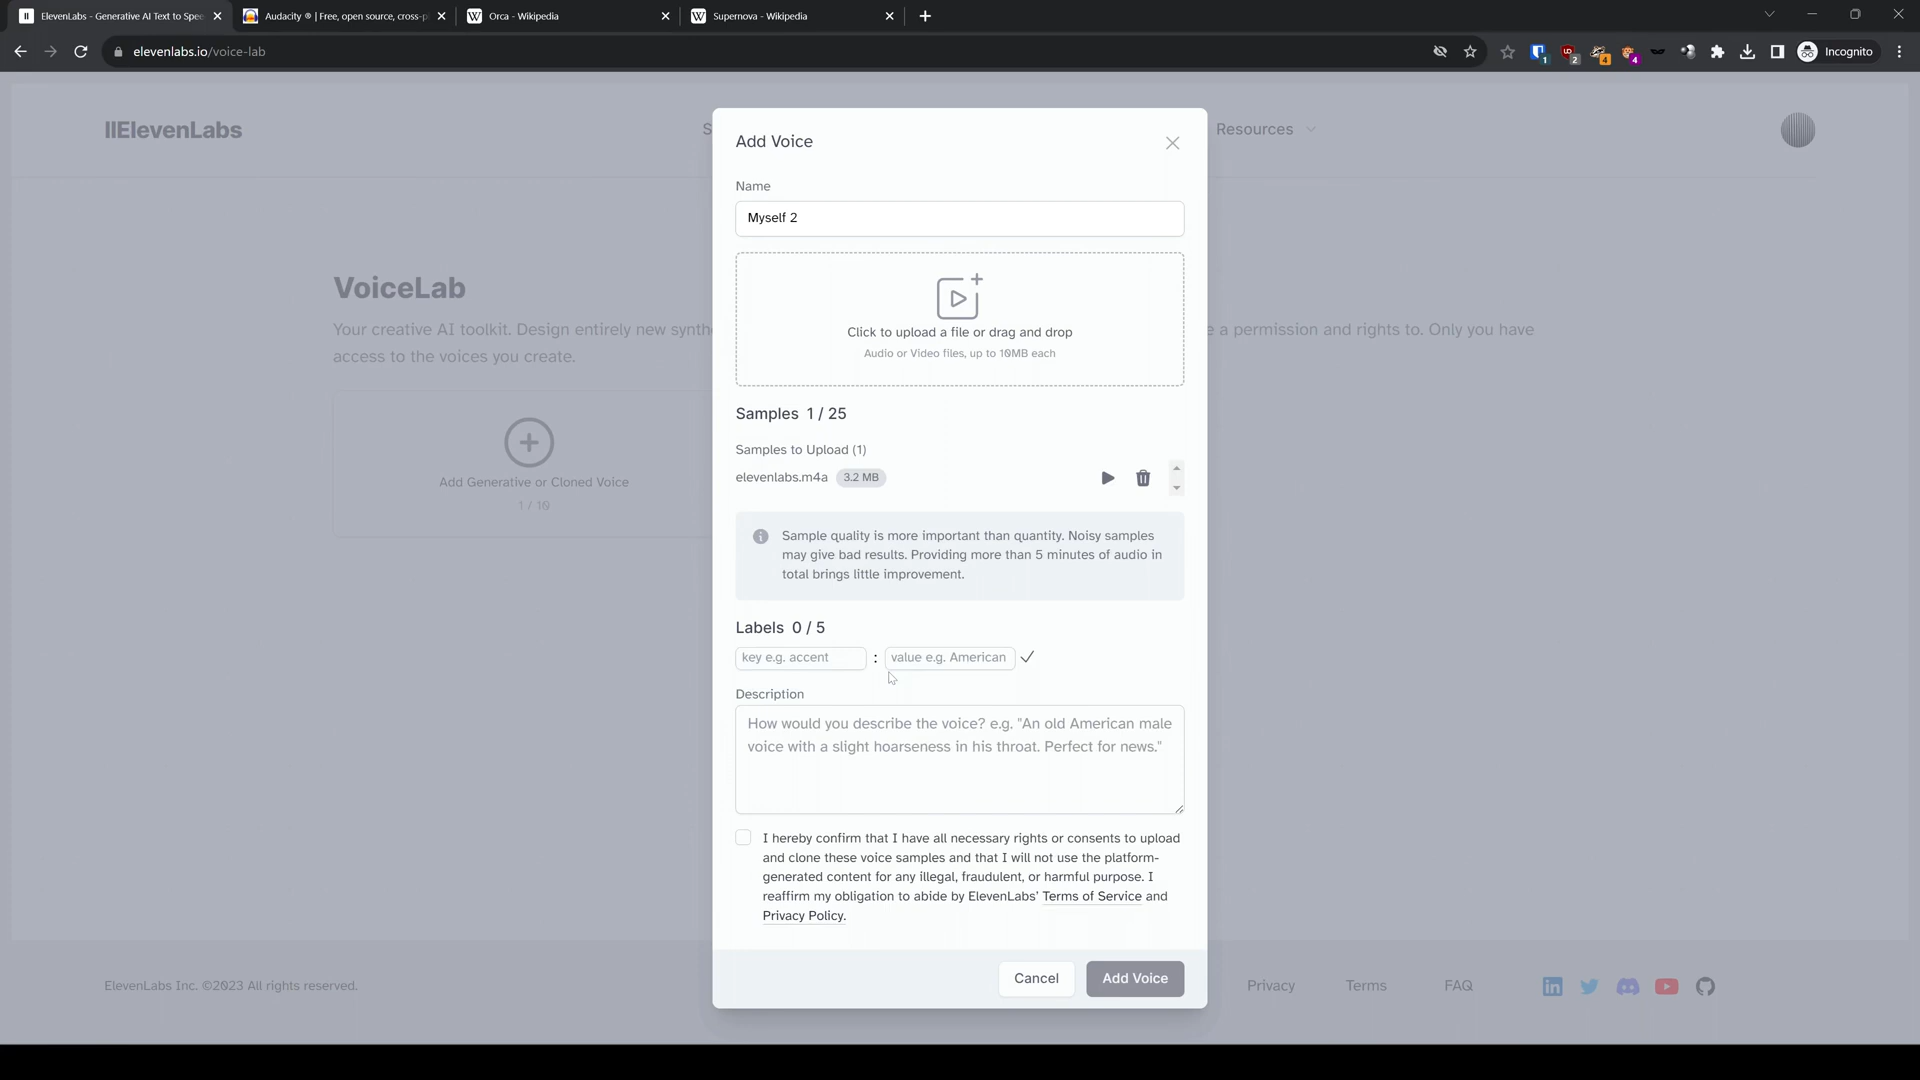 ElevenLabs - Generative AI Text to Spee
Audacity ® | Free, open source, cross-p
Orca - Wikipedia
Supernova - Wikipedia
elevenlabs.io/voice-lab
1
2
4
4
Incognito
IIElevenLabs
S
Resources
Add Voice
Name
Myself 2
Click to upload a file or drag and drop
Audio or Video files, up to 10MB each
VoiceLab
Your creative AI toolkit. Design entirely new synth
e a permission and rights to. Only you have
access to the voices you create.
Add Generative or Cloned Voice
1 / 10
Samples 1 / 25
Samples to Upload (1)
elevenlabs.m4a 3.2 MB
Sample quality is more important than quantity. Noisy samples
may give bad results. Providing more than 5 minutes of audio in
total brings little improvement.
Labels 0 / 5
key e.g. accent : value e.g. American
Description
How would you describe the voice? e.g. "An old American male
voice with a slight hoarseness in his throat. Perfect for news."
I hereby confirm that I have all necessary rights or consents to upload
and clone these voice samples and that I will not use the platform-
generated content for any illegal, fraudulent, or harmful purpose. I
reaffirm my obligation to abide by ElevenLabs' Terms of Service and
Privacy Policy.
Cancel
Add Voice
ElevenLabs Inc. ©2023 All rights reserved.
Privacy
Terms
FAQ